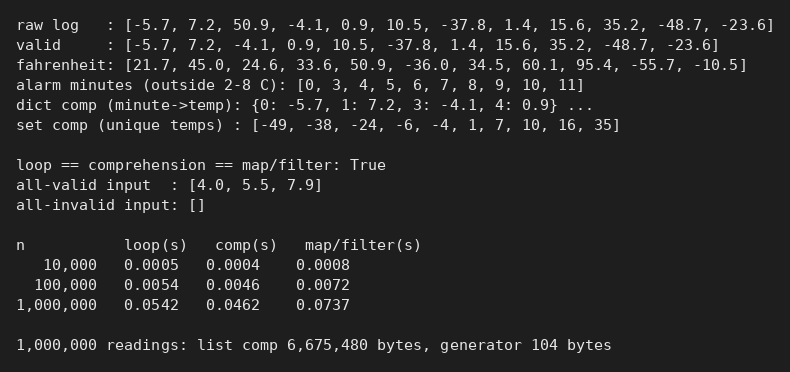 raw log   : [-5.7, 7.2, 50.9, -4.1, 0.9, 10.5, -37.8, 1.4, 15.6, 35.2, -48.7, -23.6]
valid     : [-5.7, 7.2, -4.1, 0.9, 10.5, -37.8, 1.4, 15.6, 35.2, -48.7, -23.6]
fahrenheit: [21.7, 45.0, 24.6, 33.6, 50.9, -36.0, 34.5, 60.1, 95.4, -55.7, -10.5]
alarm minutes (outside 2-8 C): [0, 3, 4, 5, 6, 7, 8, 9, 10, 11]
dict comp (minute->temp): {0: -5.7, 1: 7.2, 3: -4.1, 4: 0.9} ...
set comp (unique temps) : [-49, -38, -24, -6, -4, 1, 7, 10, 16, 35]

loop == comprehension == map/filter: True
all-valid input  : [4.0, 5.5, 7.9]
all-invalid input: []

n           loop(s)   comp(s)   map/filter(s)
   10,000   0.0005   0.0004    0.0008
  100,000   0.0054   0.0046    0.0072
1,000,000   0.0542   0.0462    0.0737

1,000,000 readings: list comp 6,675,480 bytes, generator 104 bytes